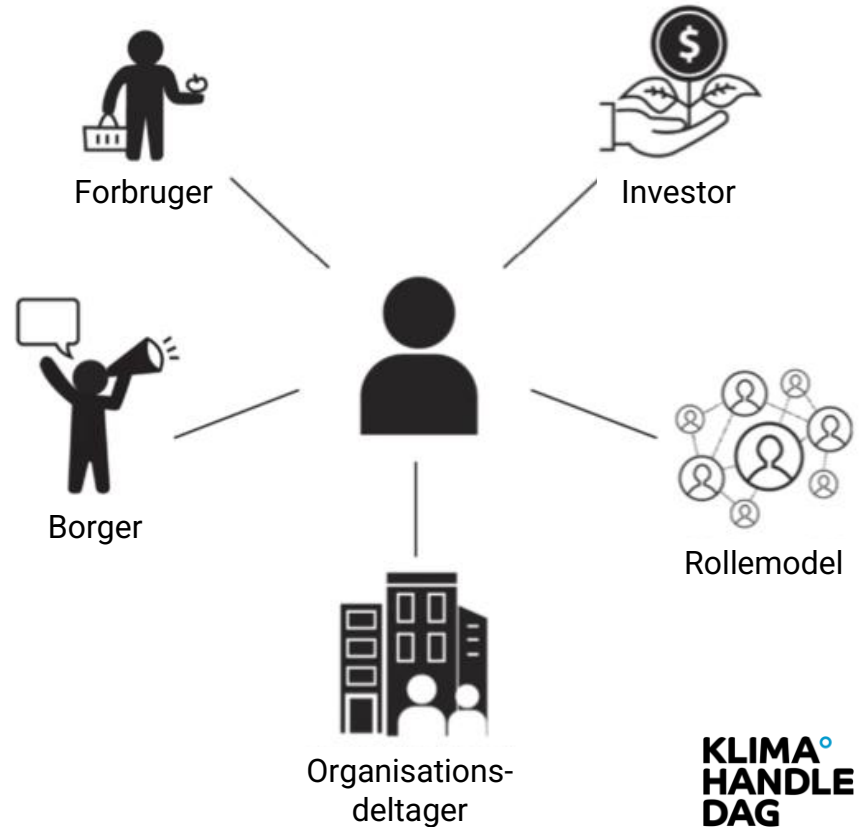 $
Forbruger
Investor
Borger
Rollemodel
Organisations-
deltager
KLIMA°
HANDLE
DAG